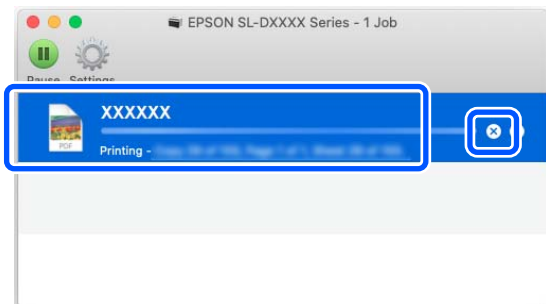 EPSON SL-DXXXX Series - 1 Job
Pause Settings
XXXXXX
PDF
Printing -